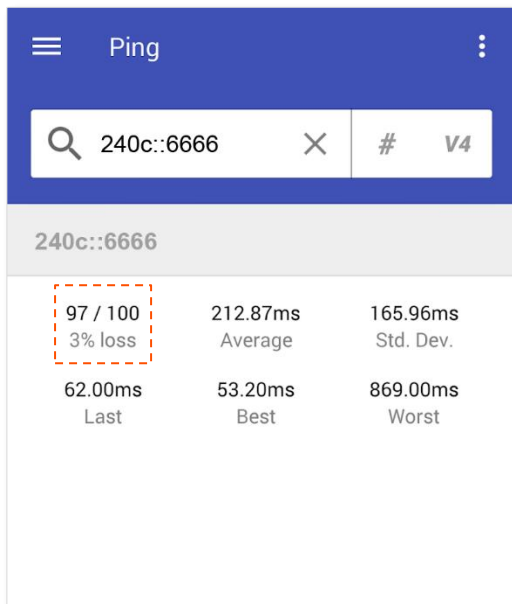 Ping
240c::6666 # V4
240c::6666
97 / 100 212.87ms 165.96ms
3% loss Average Std. Dev.
62.00ms 53.20ms 869.00ms
Last Best Worst